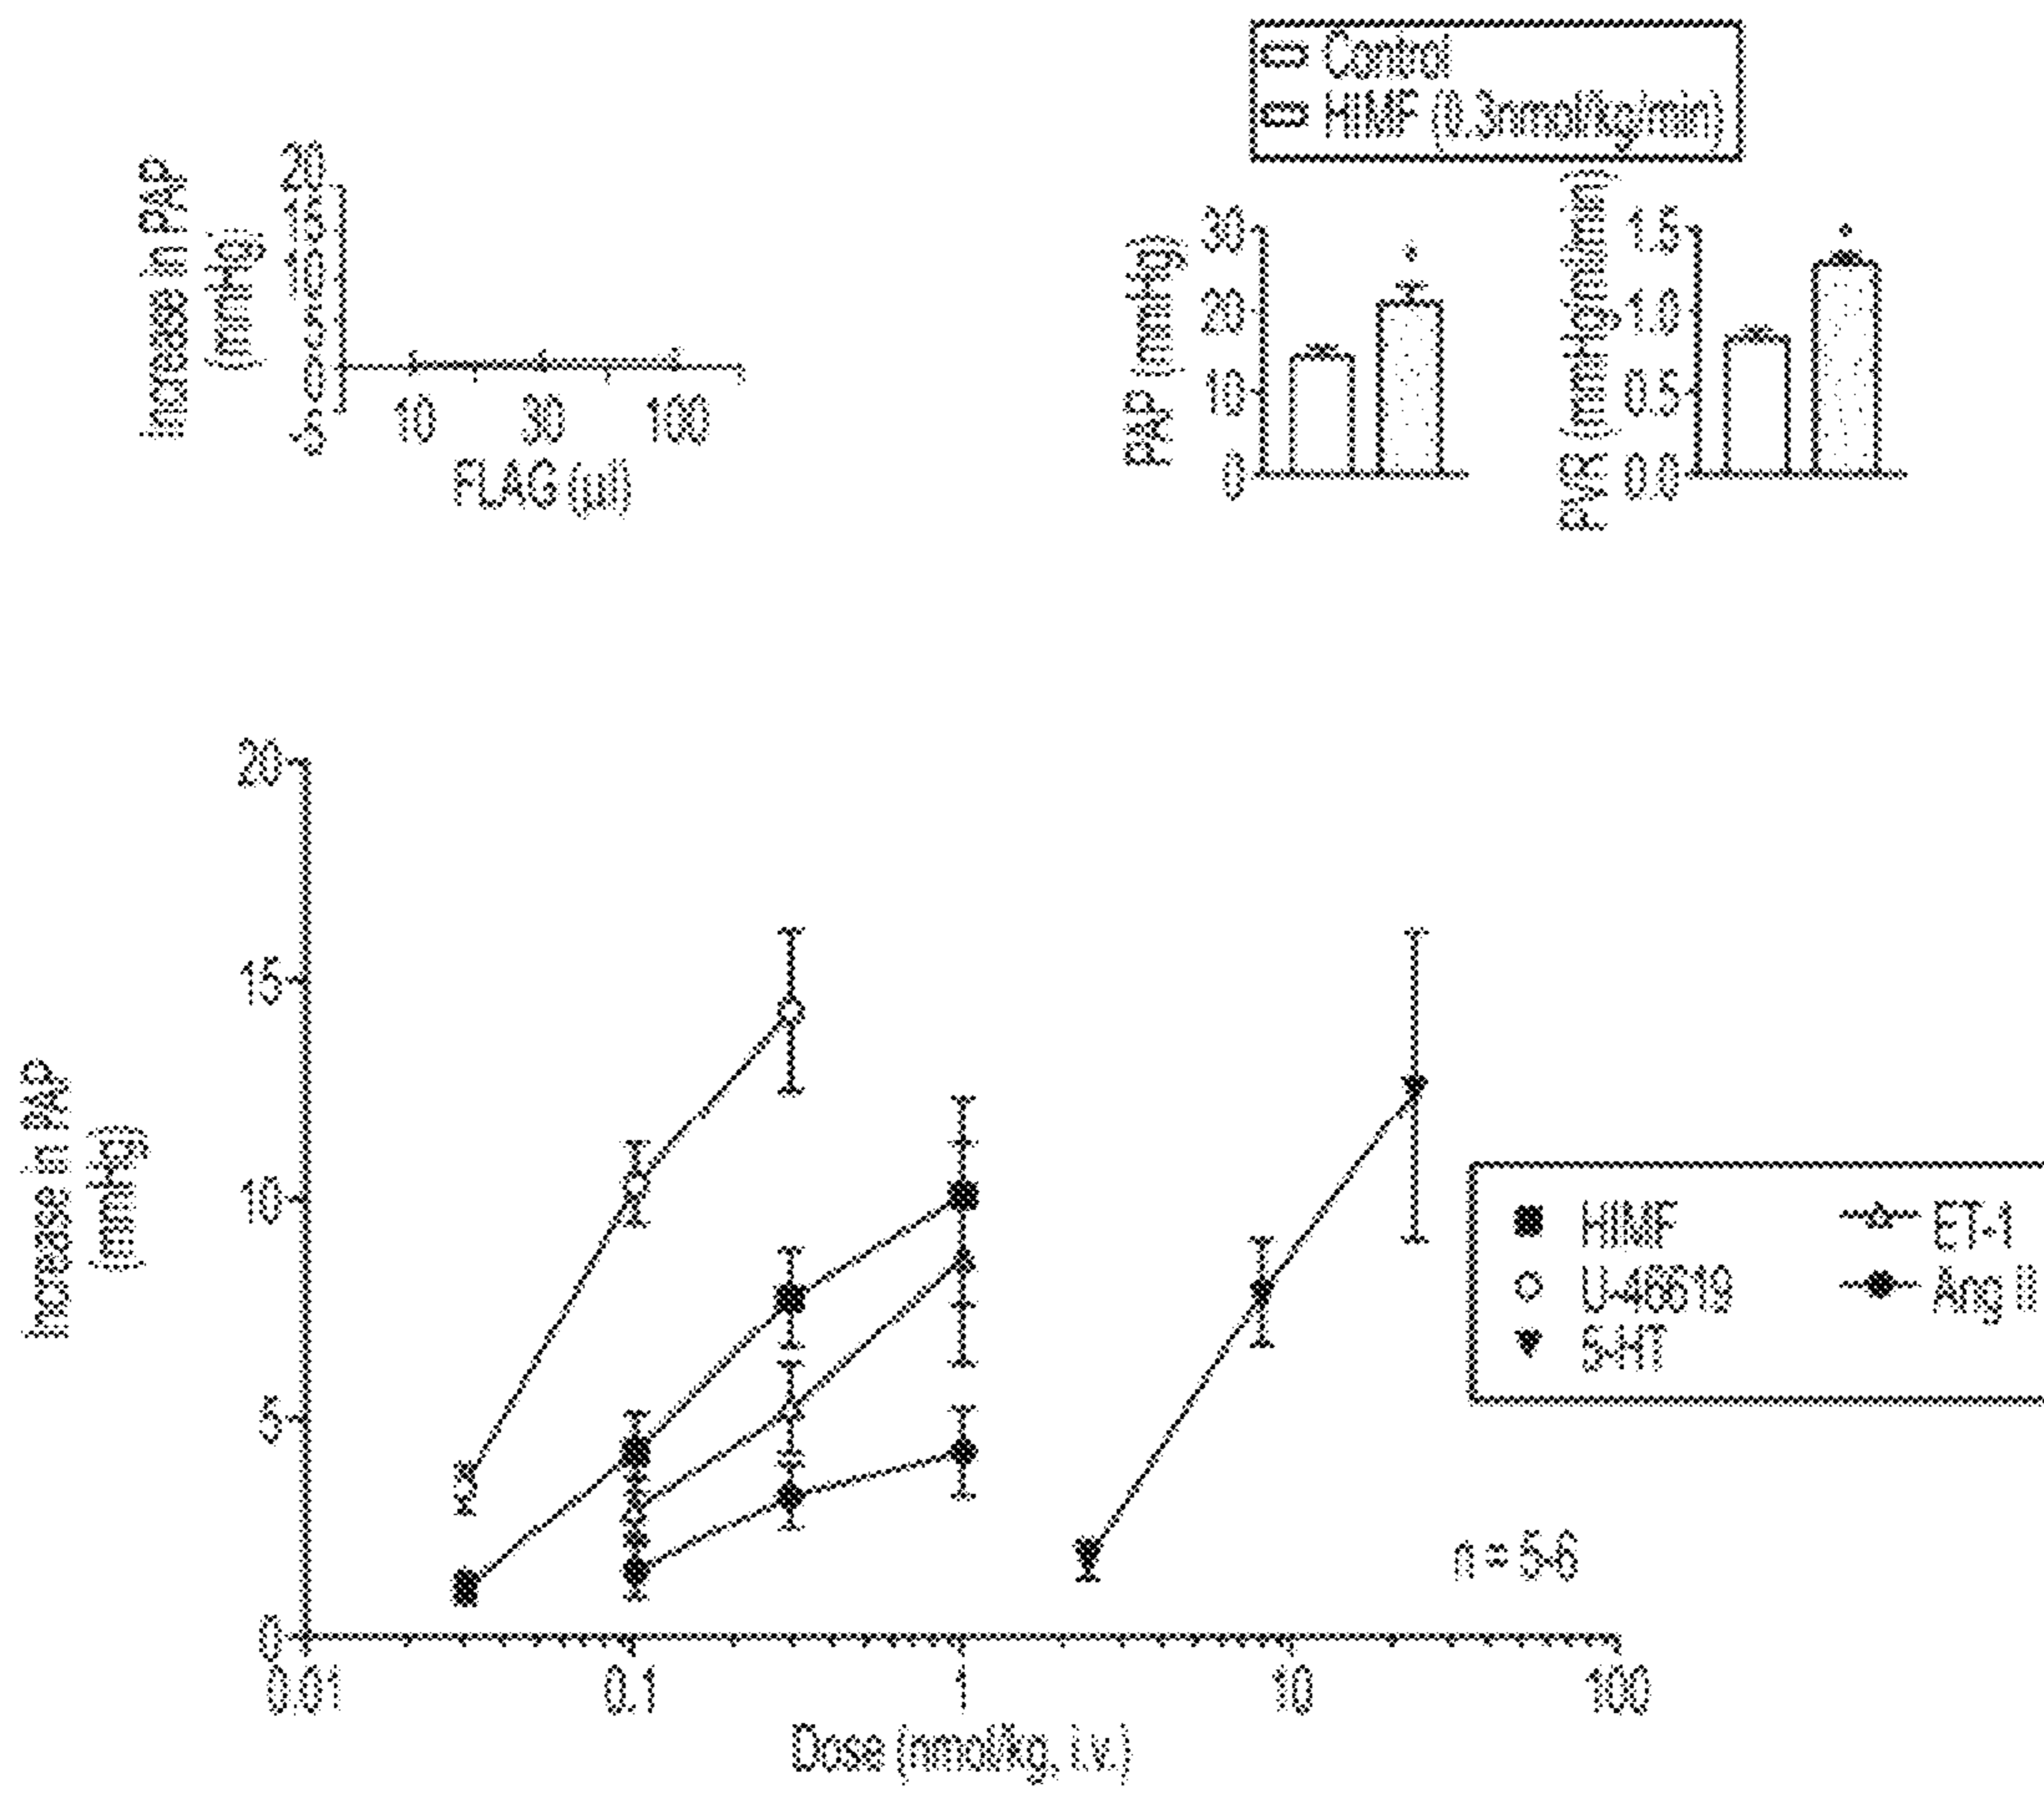 Control
HIMF (0.3nmol/kg/min)
Increase in PAP
(mmHg)
20
15
10
5
0
-5
10 30 100
FLAG (µl)
PAP (mmHg)
30
20
10
0
PVR (mmHg/ml/ml)
1.5
1.0
0.5
0.0
Increase in PAP
(mmHg)
20
15
10
5
0
0.01 0.1 1 10 100
Dose (nmol/kg, i.v.)
HIMF ET-1
U-46619 Ang II
5-HT
n = 5-6